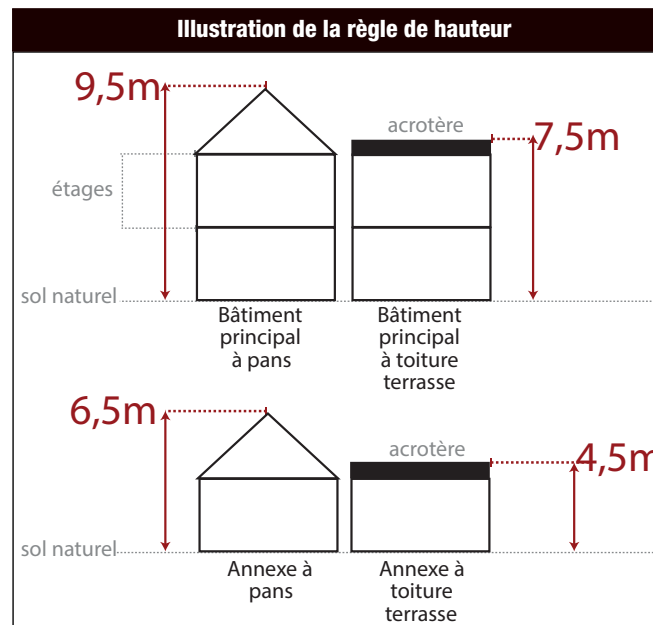 Illustration de la règle de hauteur
9,5m
acrotère
7,5m
étages
sol naturel
Bâtiment
principal
à pans
Bâtiment
principal
à toiture
terrasse
6,5m
acrotère
4,5m
sol naturel
Annexe à
pans
Annexe à
toiture
terrasse